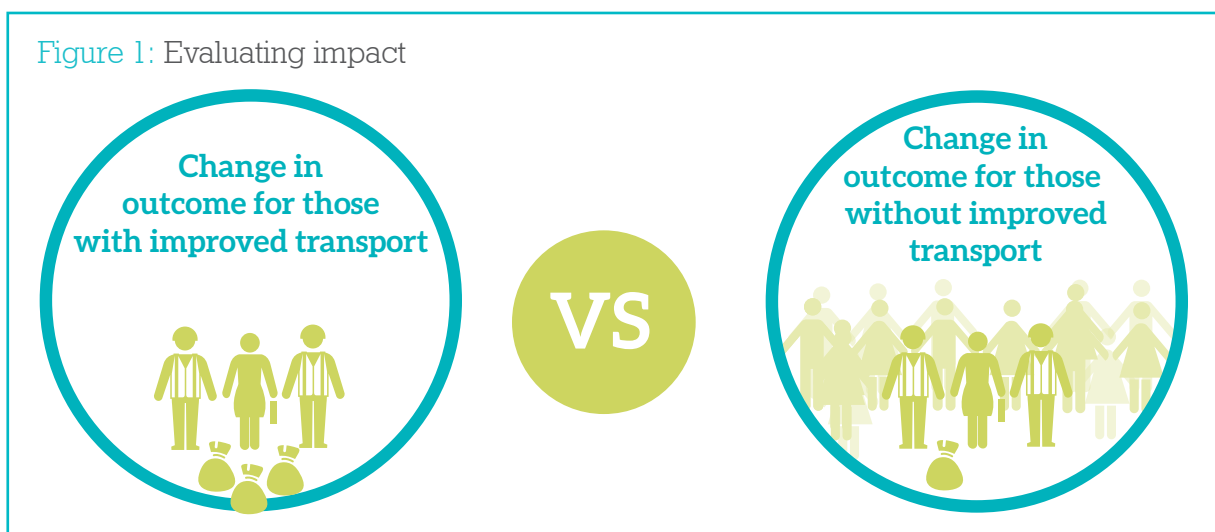 Figure 1: Evaluating impact
Change in
outcome for those
with improved transport
VS
Change in
outcome for those
without improved
transport